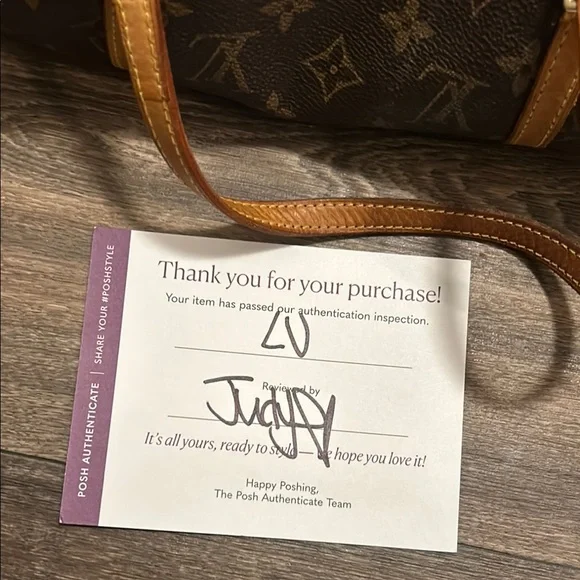 Thank you for your purchase!
Your item has passed our authentication inspection.
LV
Reviewed by
Judy
It's all yours, ready to style — we hope you love it!
Happy Poshing,
The Posh Authenticate Team
POSH AUTHENTICATE | SHARE YOUR #POSHSTYLE